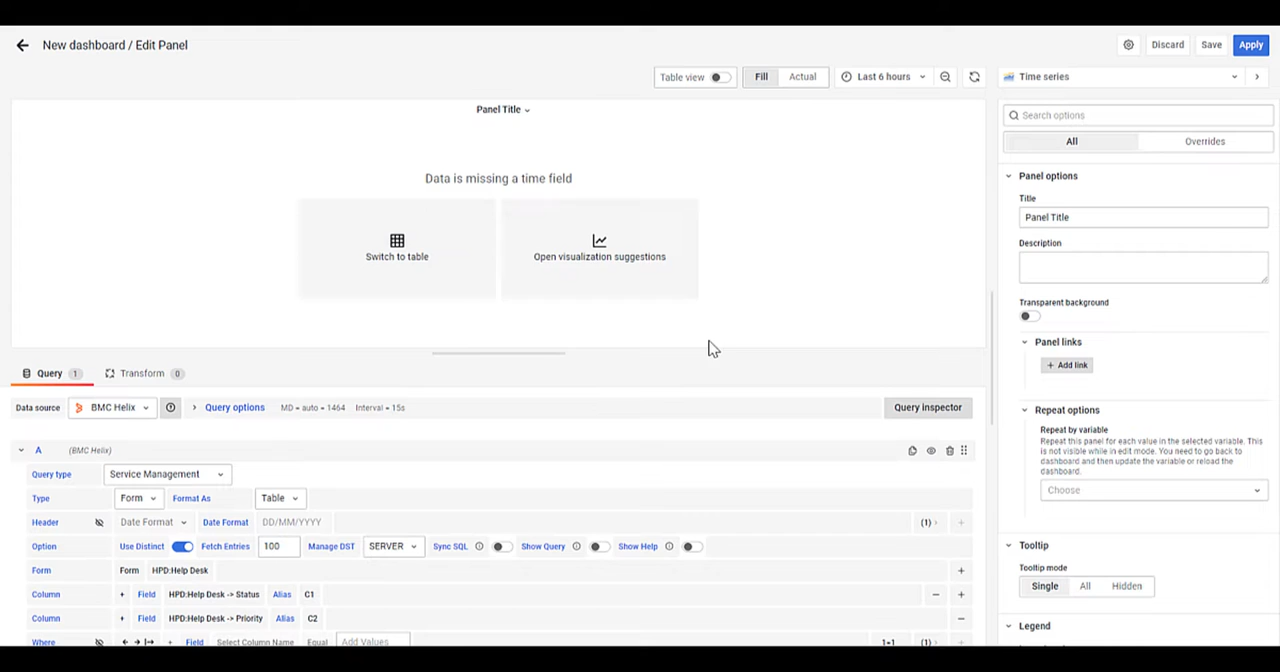 New dashboard / Edit Panel
Discard
Save
Apply
Table view
Fill
Actual
Last 6 hours
Time series
Panel Title
Search options
All
Overrides
Data is missing a time field
Switch to table
Open visualization suggestions
Panel options
Title
Panel Title
Description
Transparent background
Panel links
+ Add link
Repeat options
Repeat by variable
Repeat this panel for each value in the selected variable. This
is not visible while in edit mode. You need to go back to
dashboard and then update the variable or reload the
dashboard.
Choose
Tooltip
Tooltip mode
Single
All
Hidden
Legend
Query 1
Transform 0
Data source
BMC Helix
Query options
MD = auto = 1464
Interval = 15s
Query inspector
A
(BMC Helix)
Query type
Service Management
Type
Form
Format As
Table
Header
Date Format
Date Format
DD/MM/YYYY
(1) ›
+
Option
Use Distinct
Fetch Entries
100
Manage DST
SERVER
Sync SQL
Show Query
Show Help
Form
Form
HPD:Help Desk
+
Column
+
Field
HPD:Help Desk -> Status
Alias
C1
−
+
Column
+
Field
HPD:Help Desk -> Priority
Alias
C2
−
Where
+
Field
Select Column Name
Equal
Add Values
1=1
(1) ›